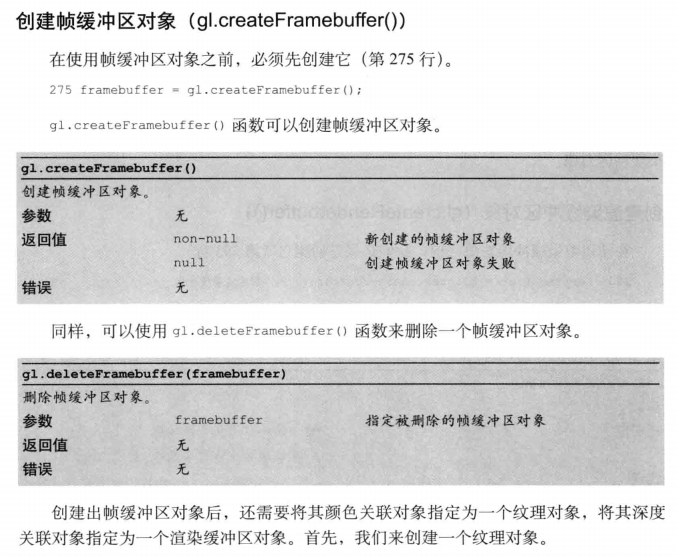 创建帧缓冲区对象（gl.createFramebuffer()）
在使用帧缓冲区对象之前，必须先创建它（第 275 行）。
275 framebuffer = gl.createFramebuffer();
gl.createFramebuffer() 函数可以创建帧缓冲区对象。
gl.createFramebuffer()
创建帧缓冲区对象。
参数 无
返回值 non-null 新创建的帧缓冲区对象
null 创建帧缓冲区对象失败
错误 无
同样，可以使用 gl.deleteFramebuffer() 函数来删除一个帧缓冲区对象。
gl.deleteFramebuffer(framebuffer)
删除帧缓冲区对象。
参数 framebuffer 指定被删除的帧缓冲区对象
返回值 无
错误 无
创建出帧缓冲区对象后，还需要将其颜色关联对象指定为一个纹理对象，将其深度
关联对象指定为一个渲染缓冲区对象。首先，我们来创建一个纹理对象。